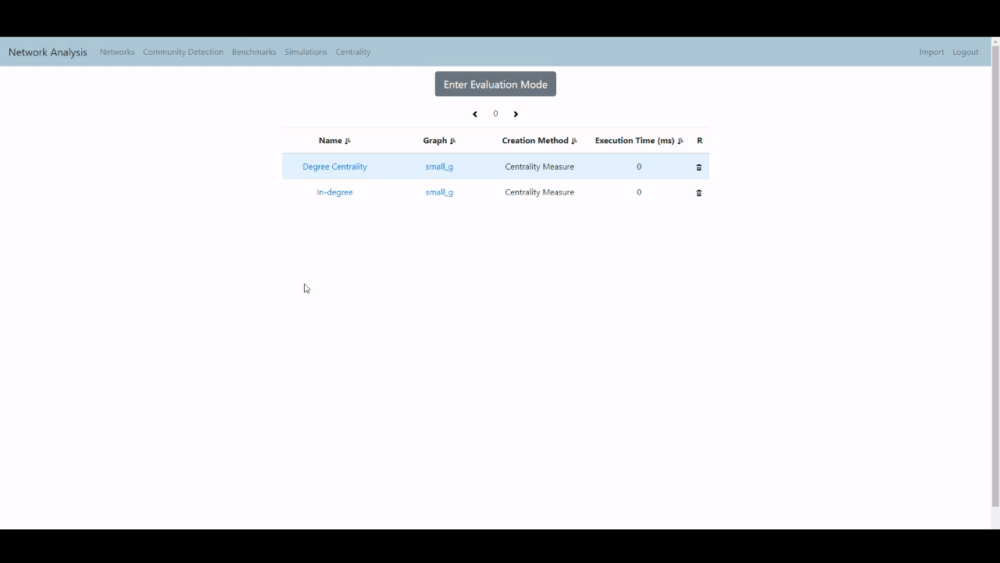 Network Analysis Networks Community Detection Benchmarks Simulations Centrality Import Logout
Enter Evaluation Mode
0
Name Graph Creation Method Execution Time (ms) R
Degree Centrality small_g Centrality Measure 0
In-degree small_g Centrality Measure 0